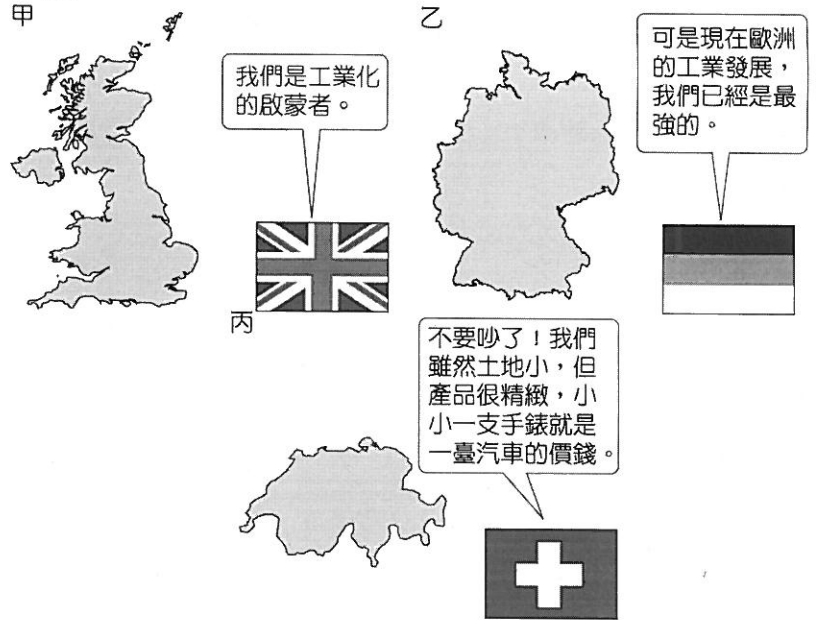 甲
我們是工業化
的啟蒙者。
乙
可是現在歐洲
的工業發展，
我們已經是最
強的。
丙
不要吵了！我們
雖然土地小，但
產品很精緻，小
小一支手錶就是
一臺汽車的價錢。